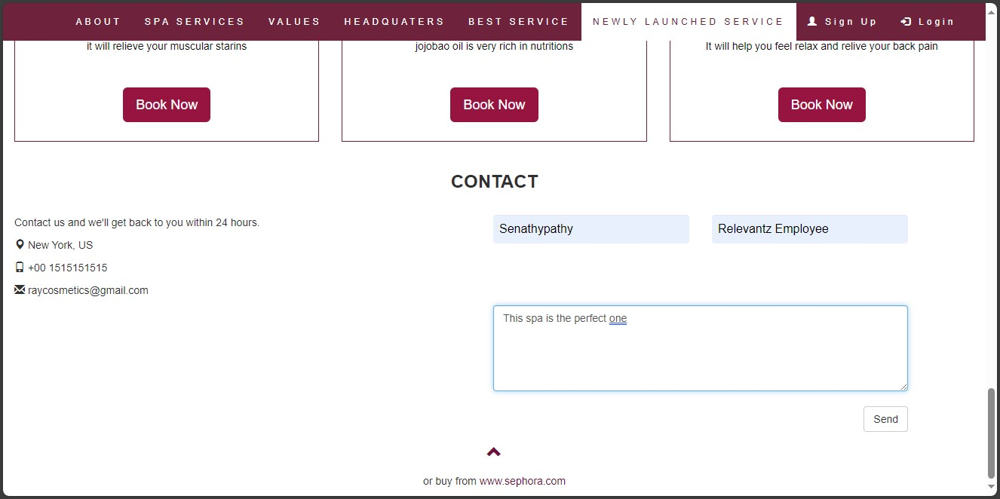 ABOUT SPA SERVICES VALUES HEADQUATERS BEST SERVICE NEWLY LAUNCHED SERVICE Sign Up Login
it will relieve your muscular starins
jojobao oil is very rich in nutritions
It will help you feel relax and relive your back pain
Book Now
Book Now
Book Now
CONTACT
Contact us and we'll get back to you within 24 hours.
New York, US
+00 1515151515
raycosmetics@gmail.com
Senathypathy
Relevantz Employee
This spa is the perfect one
Send
or buy from www.sephora.com